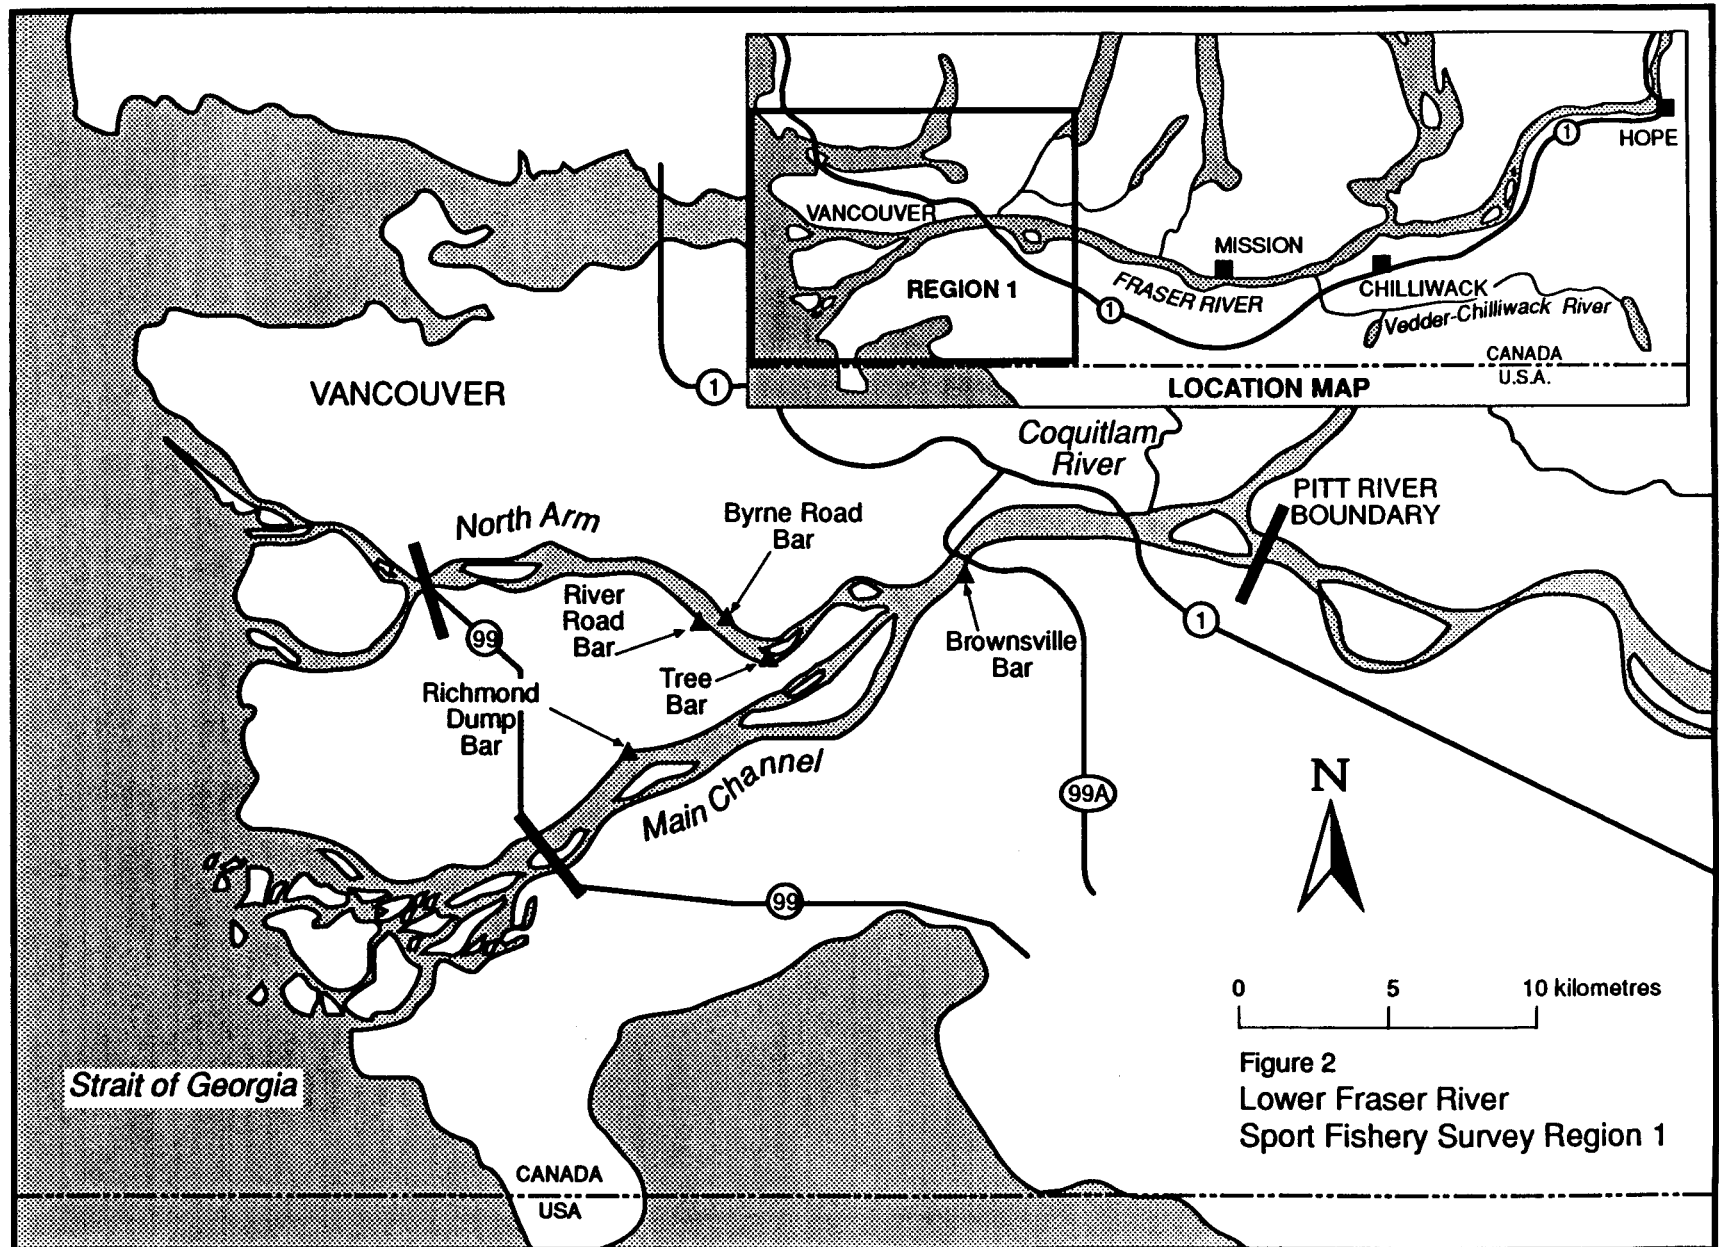 HOPE
1
VANCOUVER
MISSION
REGION 1
FRASER RIVER
1
CHILLIWACK
Vedder-Chilliwack River
CANADA
U.S.A.
LOCATION MAP
VANCOUVER
1
Coquitlam
River
PITT RIVER
BOUNDARY
North Arm
Byrne Road
Bar
River
Road
Bar
99
1
Brownsville
Bar
Tree
Bar
Richmond
Dump
Bar
Main Channel
99A
N
99
0 5 10 kilometres
Figure 2
Lower Fraser River
Sport Fishery Survey Region 1
Strait of Georgia
CANADA
USA